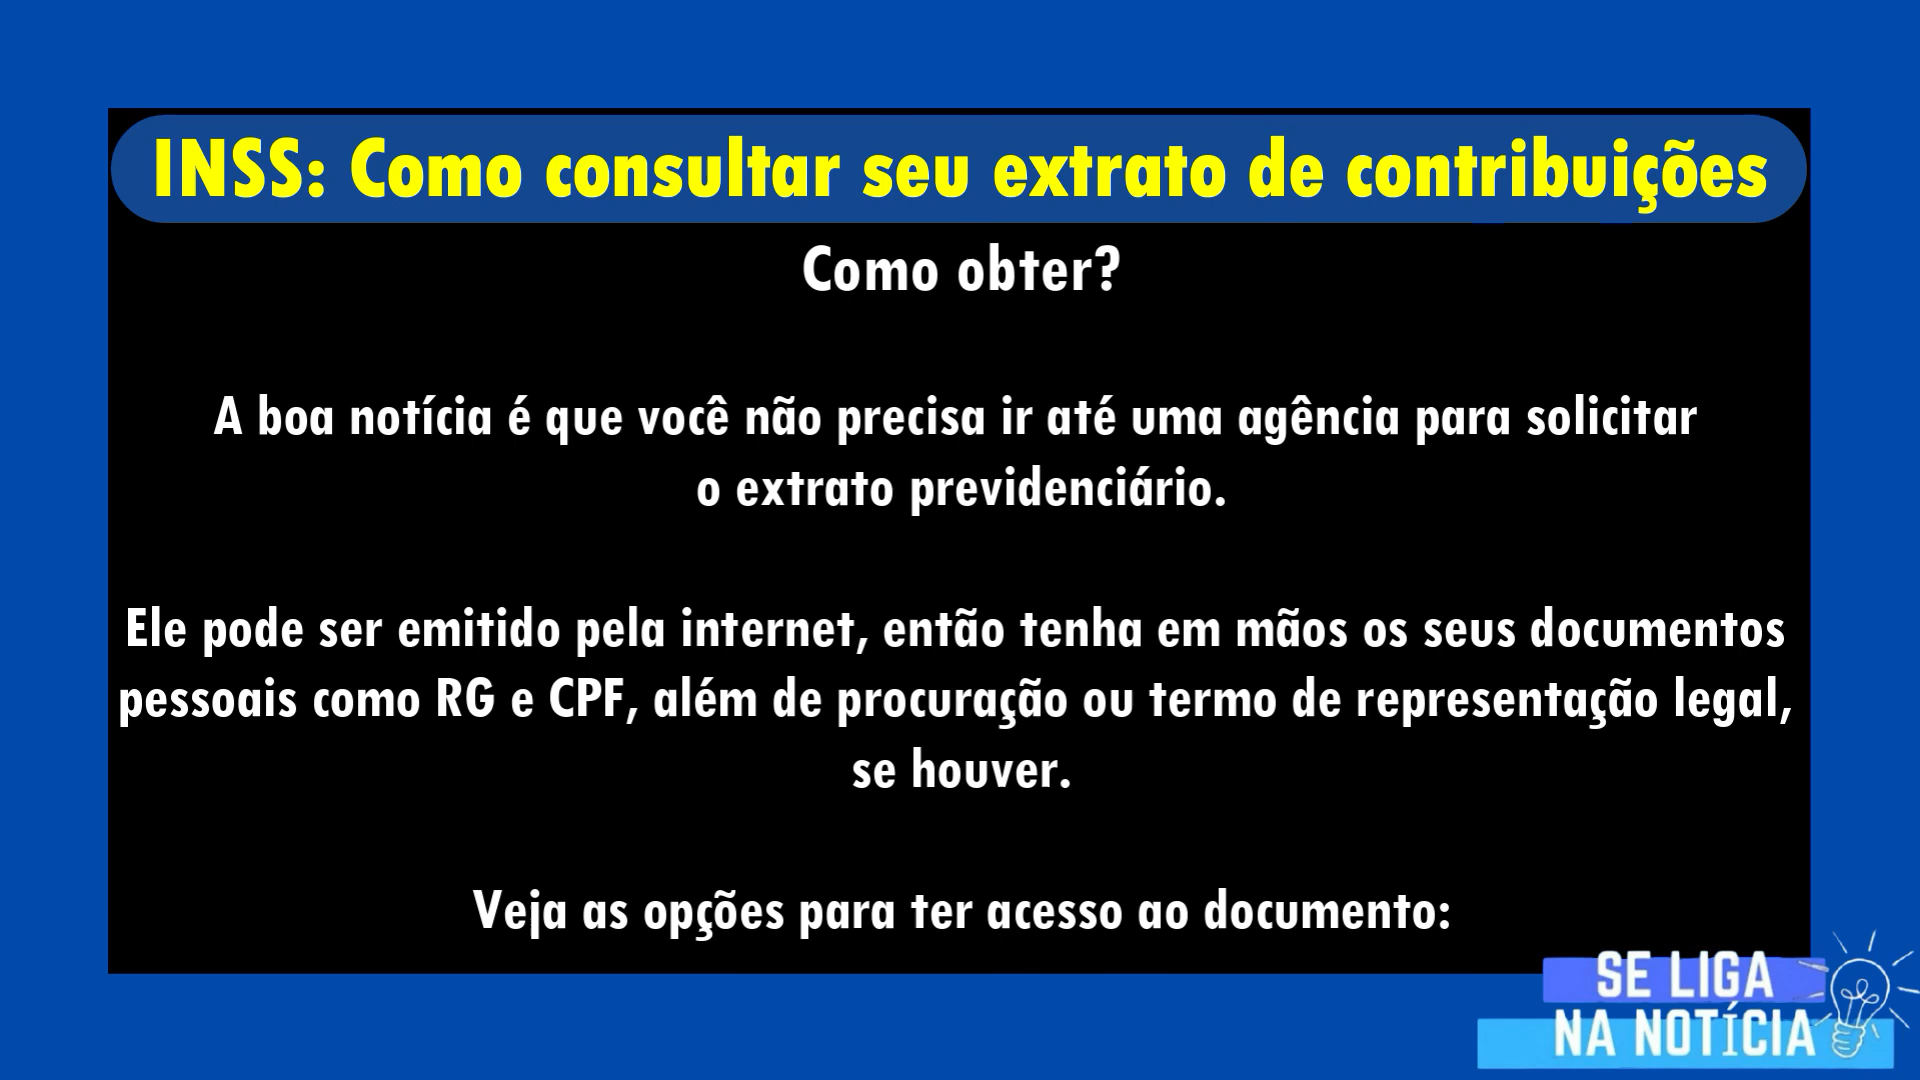 INSS: Como consultar seu extrato de contribuições
Como obter?
A boa notícia é que você não precisa ir até uma agência para solicitar
o extrato previdenciário.
Ele pode ser emitido pela internet, então tenha em mãos os seus documentos
pessoais como RG e CPF, além de procuração ou termo de representação legal,
se houver.
Veja as opções para ter acesso ao documento:
SE LIGA
NA NOTÍCIA